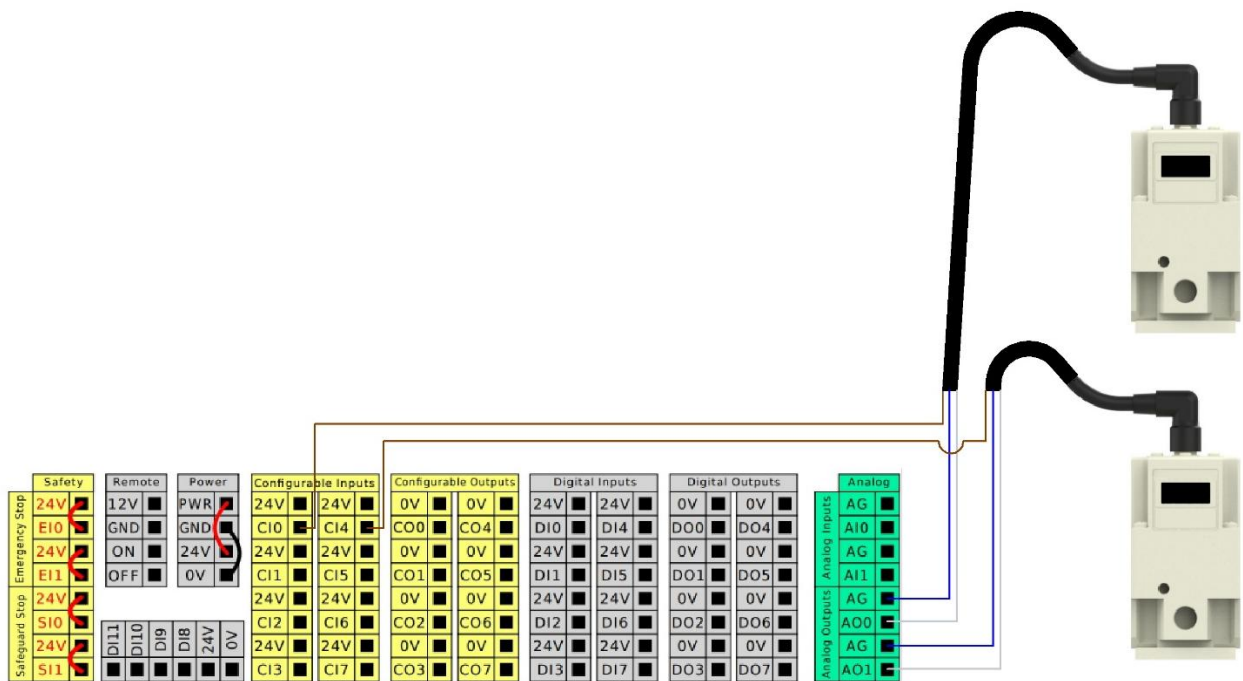 Safety
Emergency Stop
24V
EI0
24V
EI1
Safeguard Stop
24V
SI0
24V
SI1
Remote
12V
GND
ON
OFF
Power
PWR
GND
24V
0V
DI11
DI10
DI9
DI8
24V
0V
Configurable Inputs
24V 24V
CI0 CI4
24V 24V
CI1 CI5
24V 24V
CI2 CI6
24V 24V
CI3 CI7
Configurable Outputs
0V 0V
CO0 CO4
0V 0V
CO1 CO5
0V 0V
CO2 CO6
0V 0V
CO3 CO7
Digital Inputs
24V 24V
DI0 DI4
24V 24V
DI1 DI5
24V 24V
DI2 DI6
24V 24V
DI3 DI7
Digital Outputs
0V 0V
DO0 DO4
0V 0V
DO1 DO5
0V 0V
DO2 DO6
0V 0V
DO3 DO7
Analog
Analog Inputs
AG
AI0
AG
AI1
Analog Outputs
AG
AO0
AG
AO1